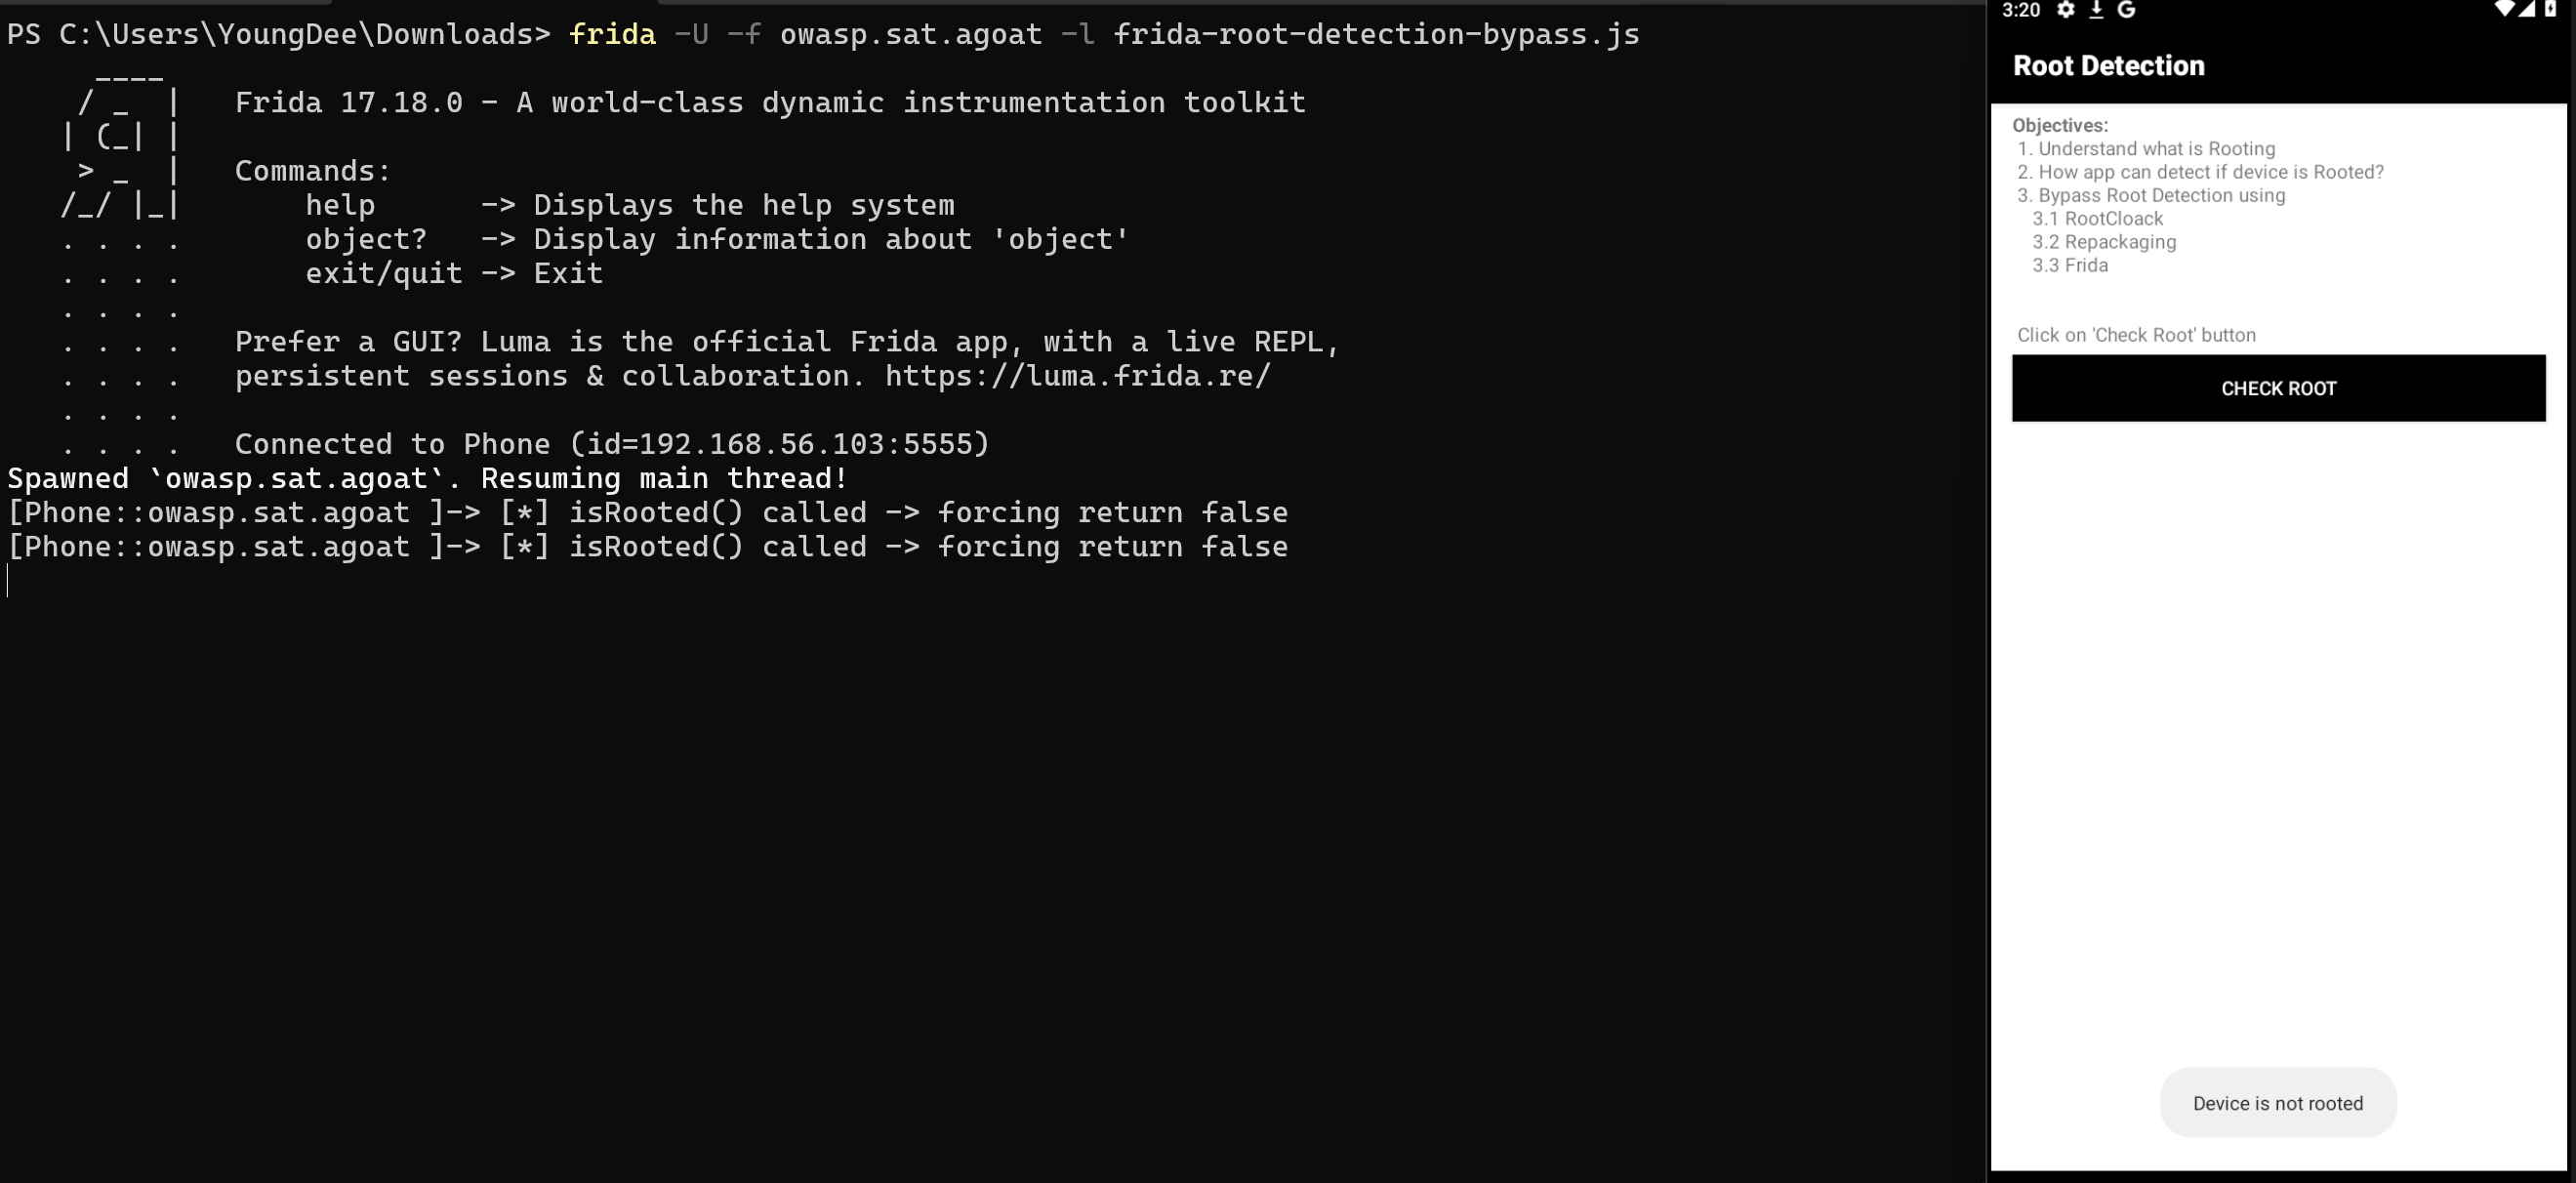 PS C:\Users\YoungDee\Downloads> frida -U -f owasp.sat.agoat -l frida-root-detection-bypass.js
     ____
    / _  |   Frida 17.18.0 - A world-class dynamic instrumentation toolkit
   | (_| |
    > _  |   Commands:
   /_/ |_|       help      -> Displays the help system
   . . . .       object?   -> Display information about 'object'
   . . . .       exit/quit -> Exit
   . . . .
   . . . .   Prefer a GUI? Luma is the official Frida app, with a live REPL,
   . . . .   persistent sessions & collaboration. https://luma.frida.re/
   . . . .
   . . . .   Connected to Phone (id=192.168.56.103:5555)
Spawned `owasp.sat.agoat`. Resuming main thread!
[Phone::owasp.sat.agoat ]-> [*] isRooted() called -> forcing return false
[Phone::owasp.sat.agoat ]-> [*] isRooted() called -> forcing return false
3:20 G
Root Detection
Objectives:
1. Understand what is Rooting
2. How app can detect if device is Rooted?
3. Bypass Root Detection using
3.1 RootCloack
3.2 Repackaging
3.3 Frida
Click on 'Check Root' button
CHECK ROOT
Device is not rooted